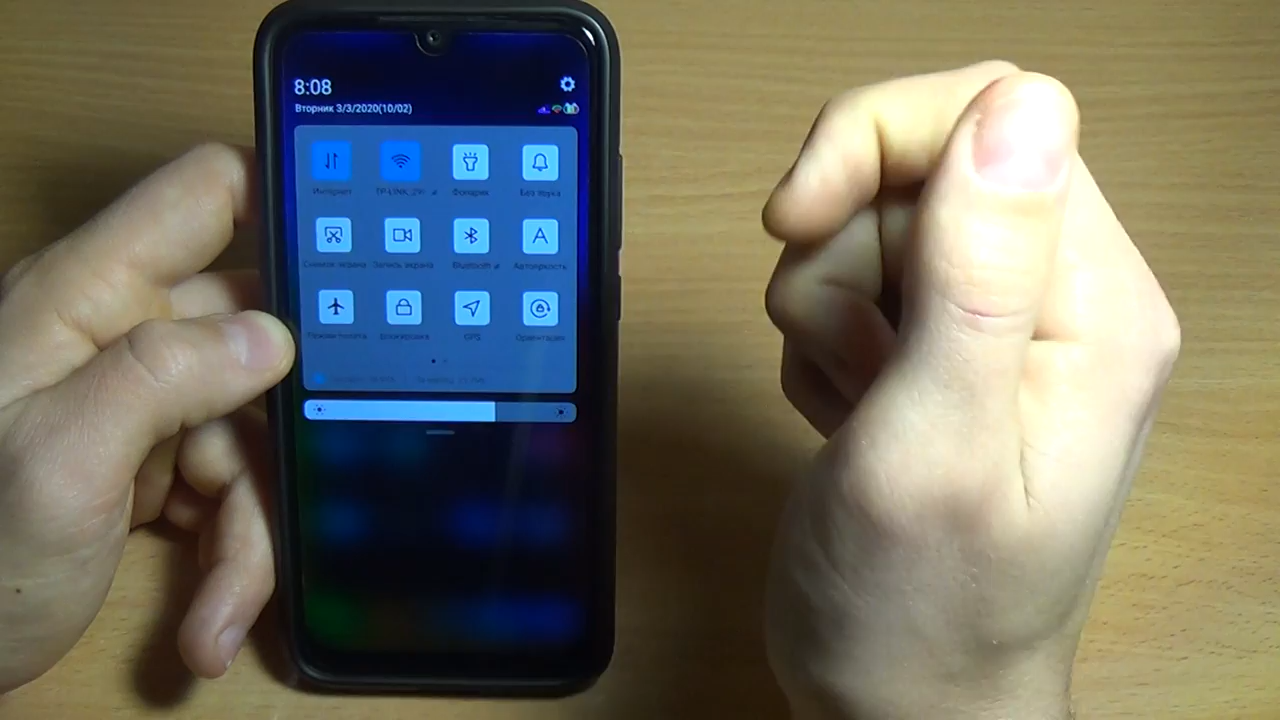 8:08
Вторник 3/3/2020(10/02)
Интернет
Фонарик
Без звука
Снимок экрана
Запись экрана
Bluetooth
Автояркость
A
Режим полета
Блокировка
GPS
Ориентация